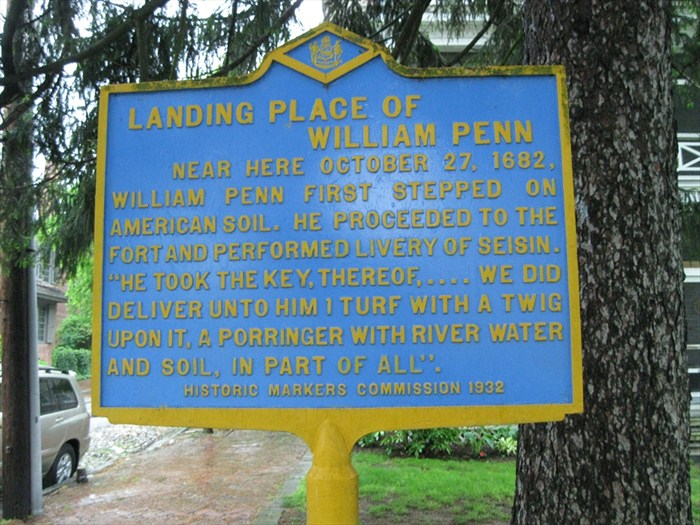 LANDING PLACE OF
WILLIAM PENN
NEAR HERE OCTOBER 27, 1682,
WILLIAM PENN FIRST STEPPED ON
AMERICAN SOIL. HE PROCEEDED TO THE
FORT AND PERFORMED LIVERY OF SEISIN.
"HE TOOK THE KEY, THEREOF, .... WE DID
DELIVER UNTO HIM 1 TURF WITH A TWIG
UPON IT, A PORRINGER WITH RIVER WATER
AND SOIL, IN PART OF ALL".
HISTORIC MARKERS COMMISSION 1932